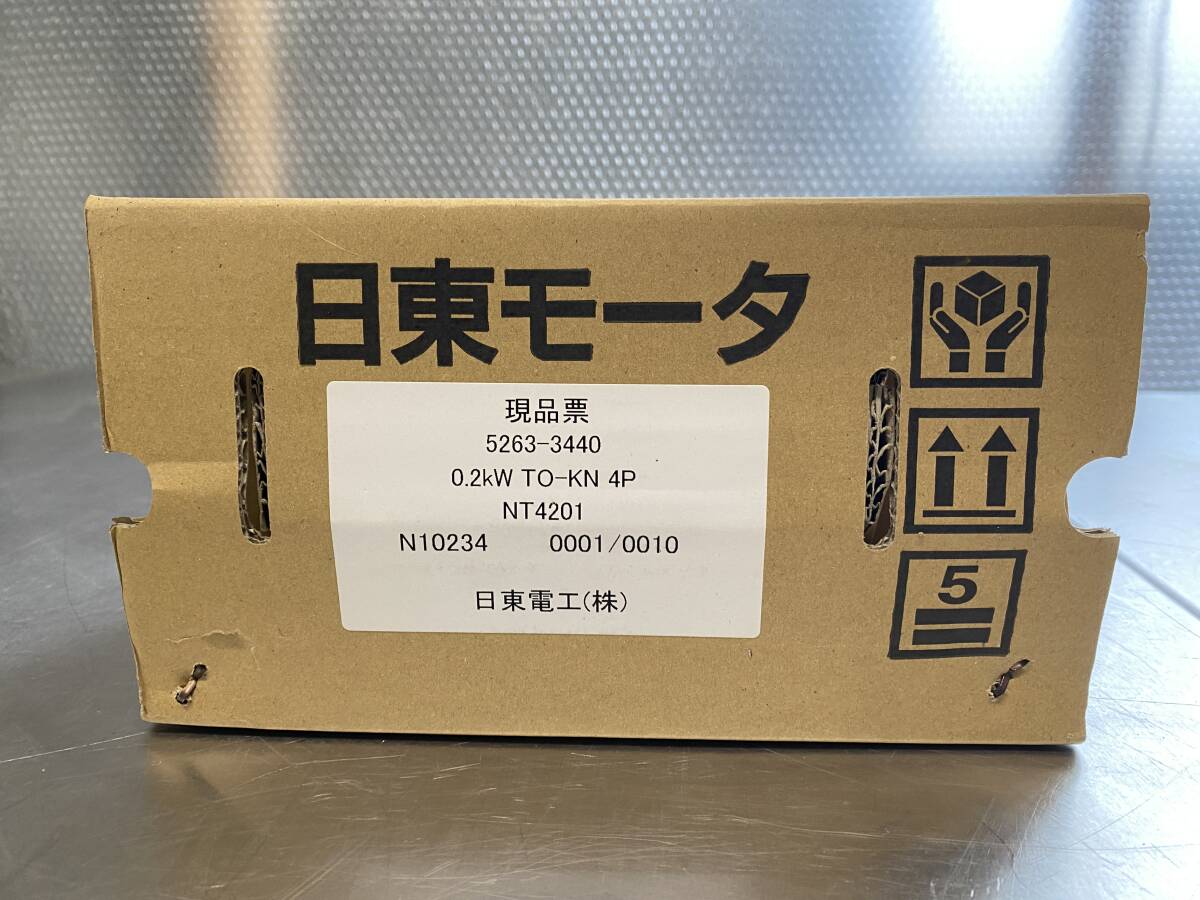 日東モータ
現品票
5263-3440
0.2kW TO-KN 4P
NT4201
N10234 0001/0010
日東電工(株)
5